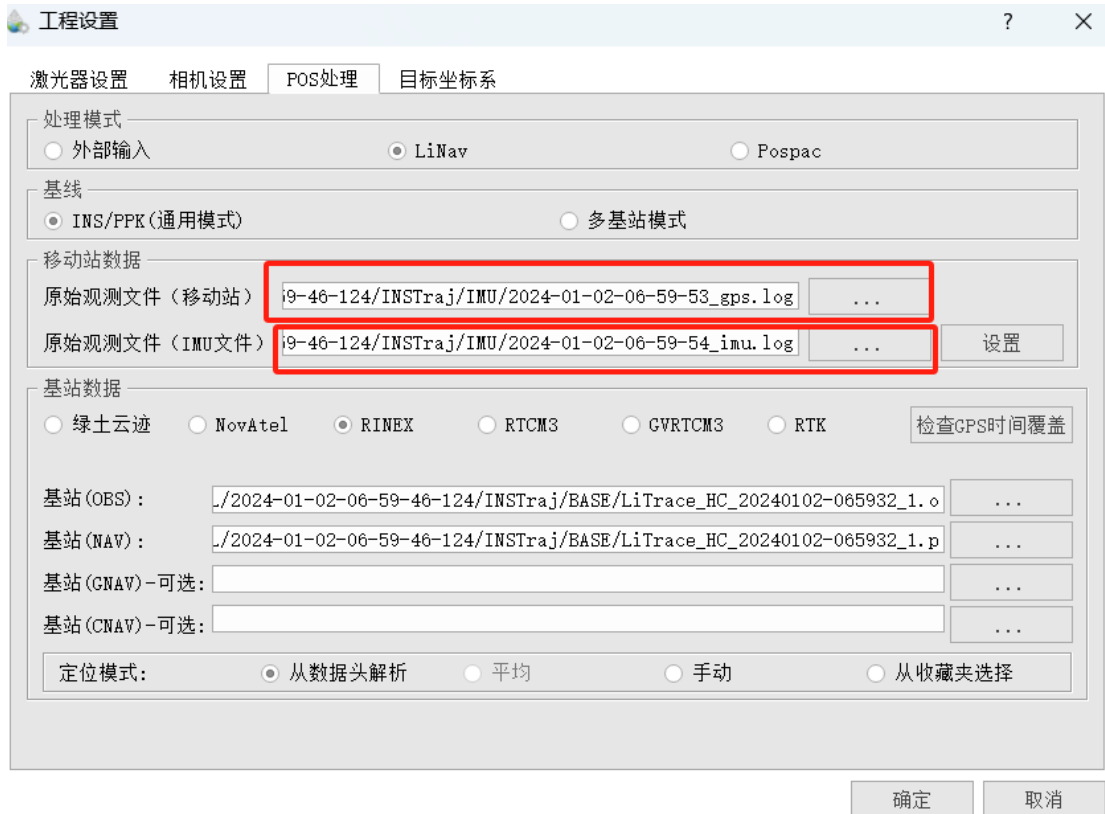 工程设置 ? ×
激光器设置 相机设置 POS处理 目标坐标系
处理模式
外部输入 LiNav Pospac
基线
INS/PPK(通用模式) 多基站模式
移动站数据
原始观测文件（移动站） 59-46-124/INSTraj/IMU/2024-01-02-06-59-53_gps.log ...
原始观测文件（IMU文件） 59-46-124/INSTraj/IMU/2024-01-02-06-59-54_imu.log ... 设置
基站数据
绿土云迹 NovAtel RINEX RTCM3 GVRTCM3 RTK 检查GPS时间覆盖
基站(OBS)： ./2024-01-02-06-59-46-124/INSTraj/BASE/LiTrace_HC_20240102-065932_1.o ...
基站(NAV)： ./2024-01-02-06-59-46-124/INSTraj/BASE/LiTrace_HC_20240102-065932_1.p ...
基站(GNAV)-可选: ...
基站(CNAV)-可选: ...
定位模式: 从数据头解析 平均 手动 从收藏夹选择
确定 取消